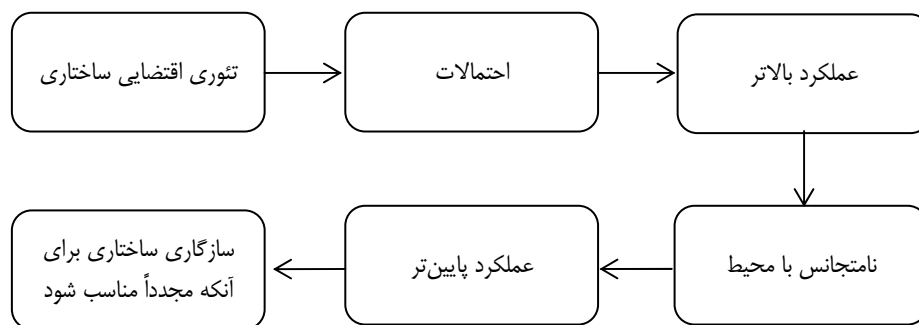 تئوری اقتضایی ساختاری
احتمالات
عملکرد بالاتر
نامتجانس با محیط
عملکرد پایین‌تر
سازگاری ساختاری برای
آنکه مجدداً مناسب شود